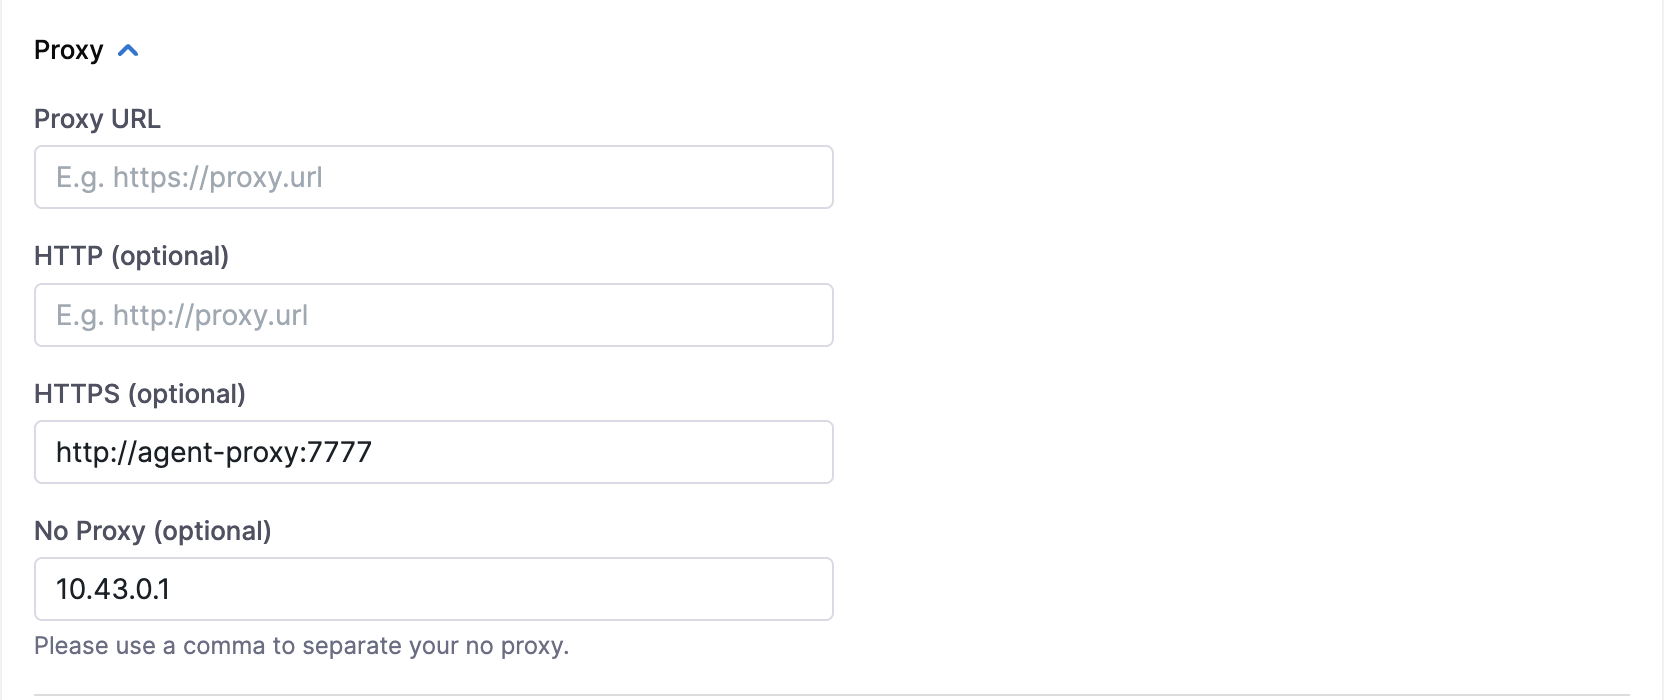 Proxy
Proxy URL
E.g. https://proxy.url
HTTP (optional)
E.g. http://proxy.url
HTTPS (optional)
http://agent-proxy:7777
No Proxy (optional)
10.43.0.1
Please use a comma to separate your no proxy.